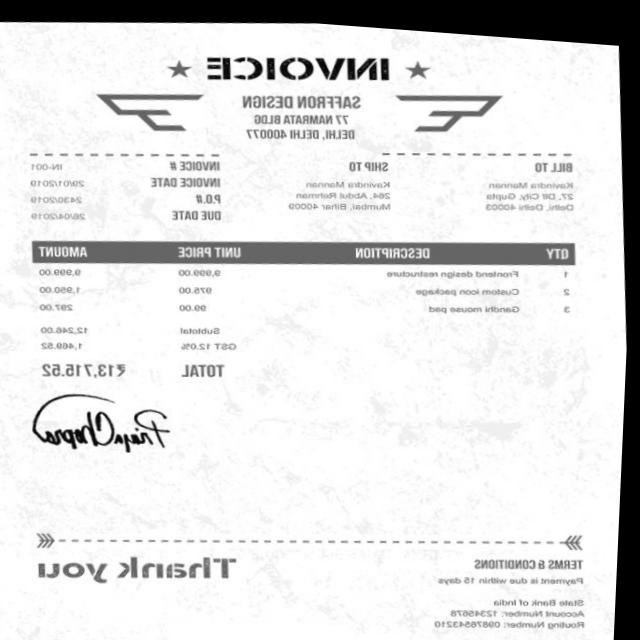 INVOICE
SAFFRON DESIGN
77 NAMRATA BLDG
DELHI, DELHI 400077
BILL TO
Kavindra Mannan
27, Dlf City, Gupta
Delhi, Delhi 40003
SHIP TO
Kavindra Mannan
264, Abdul Rehman
Mumbai, Bihar 40009
INVOICE # IN-001
INVOICE DATE 29/01/2019
P.O.# 2430/2019
DUE DATE 26/04/2019
QTY DESCRIPTION UNIT PRICE AMOUNT
1 Frontend design restructure 9,999.00 9,999.00
2 Custom icon package 975.00 1,950.00
3 Gandhi mouse pad 99.00 297.00
Subtotal 12,246.00
GST 12.0% 1,469.52
TOTAL ₹13,715.52
Priya Chopra
TERMS & CONDITIONS
Payment is due within 15 days
State Bank of India
Account Number: 12345678
Routing Number: 09876543210
Thank you